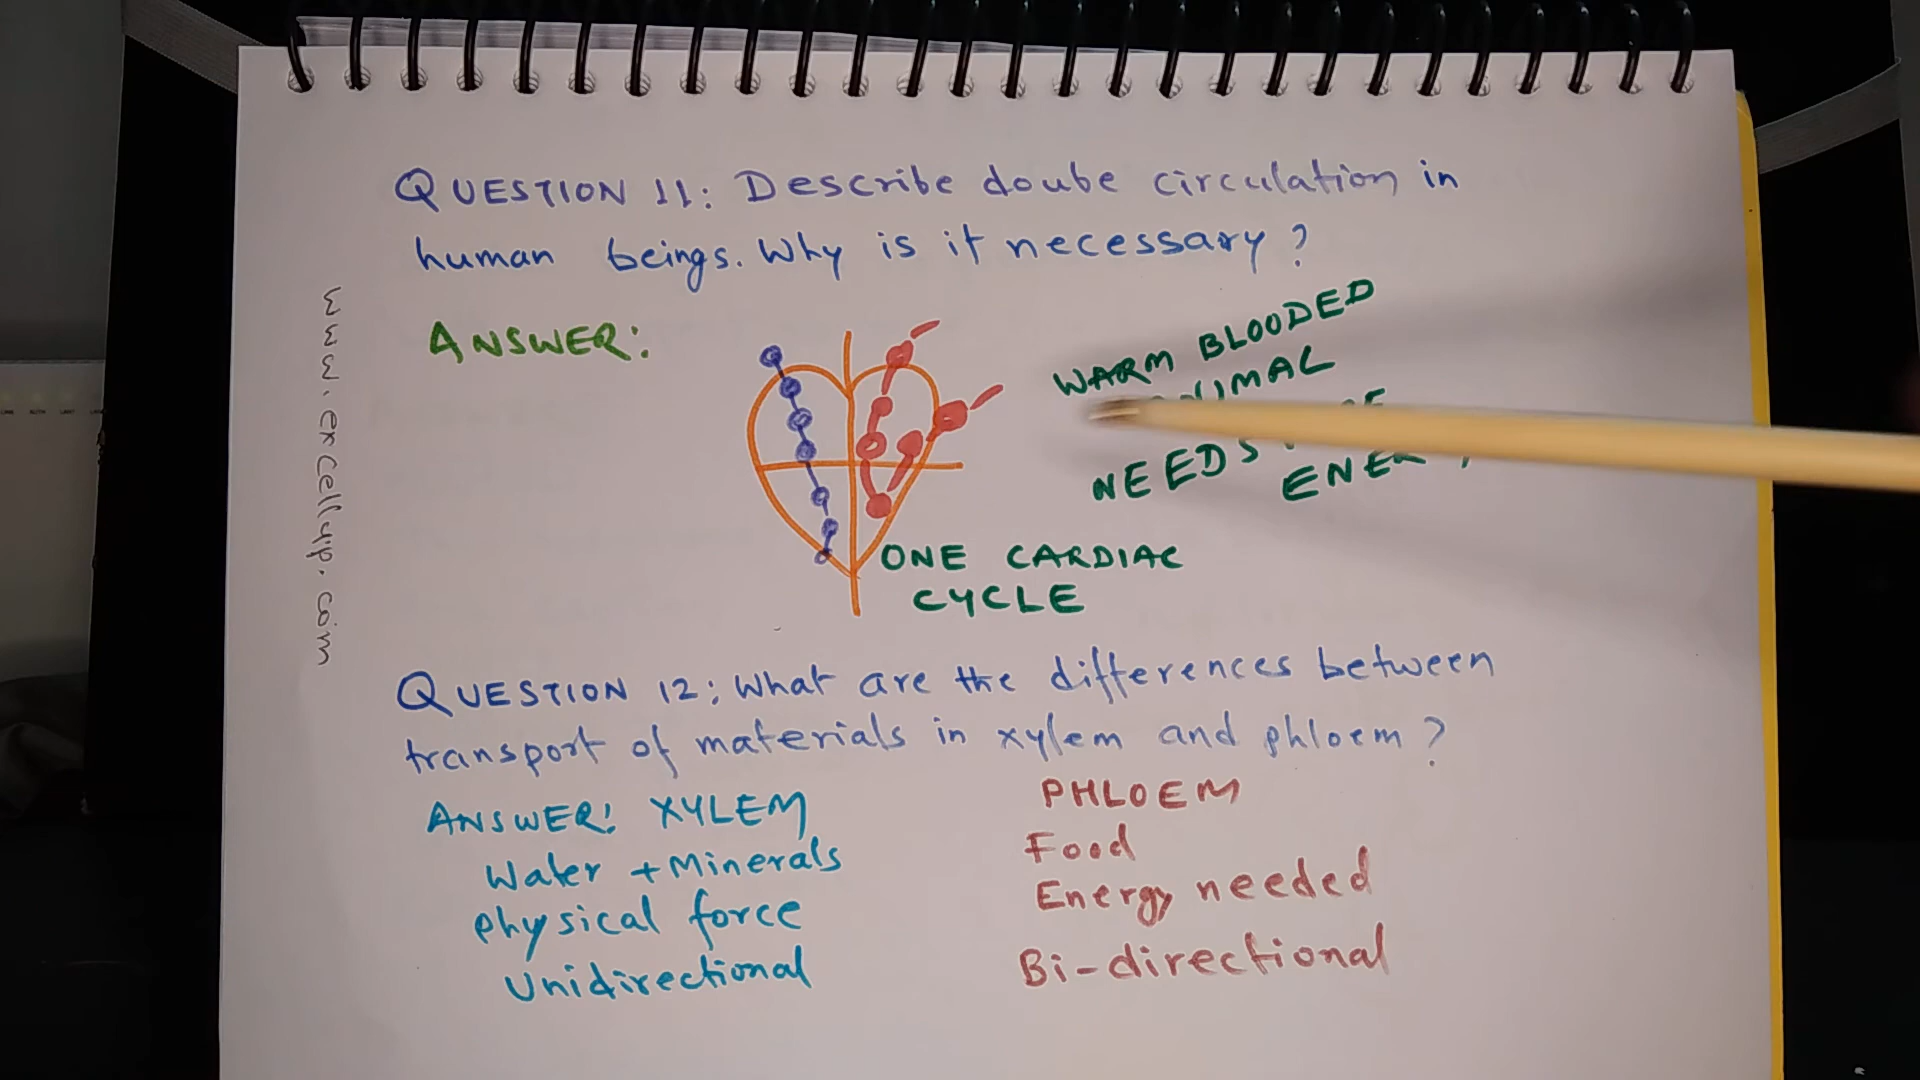 QUESTION 11: Describe doube circulation in
human beings. Why is it necessary?
ANSWER:
WARM BLOODED
NEEDS
ONE CARDIAC
CYCLE
www.excellup.com
QUESTION 12: What are the differences between
transport of materials in xylem and phloem?
ANSWER: XYLEM
Water + Minerals
Physical force
Unidirectional
PHLOEM
Food
Energy needed
Bi-directional